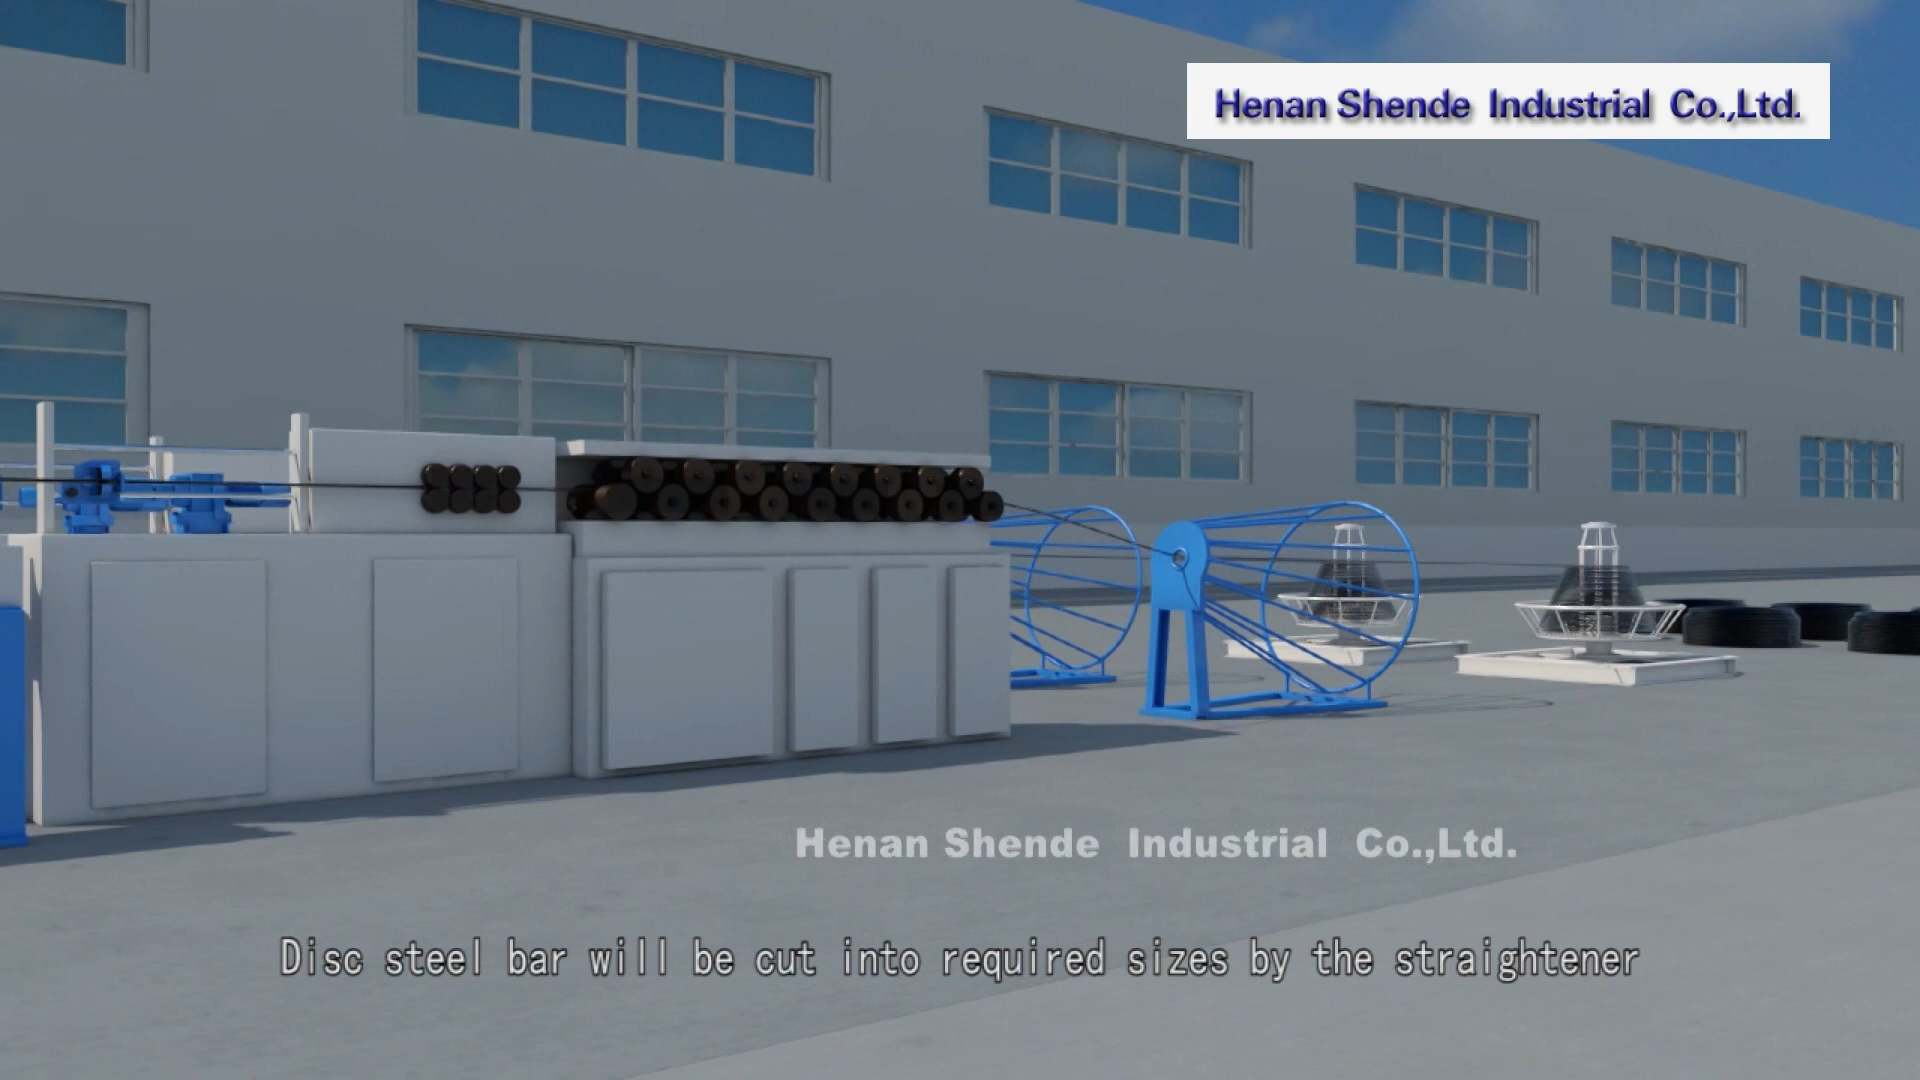 Henan Shende Industrial Co.,Ltd.
Henan Shende Industrial Co.,Ltd.
Disc steel bar will be cut into required sizes by the straightener